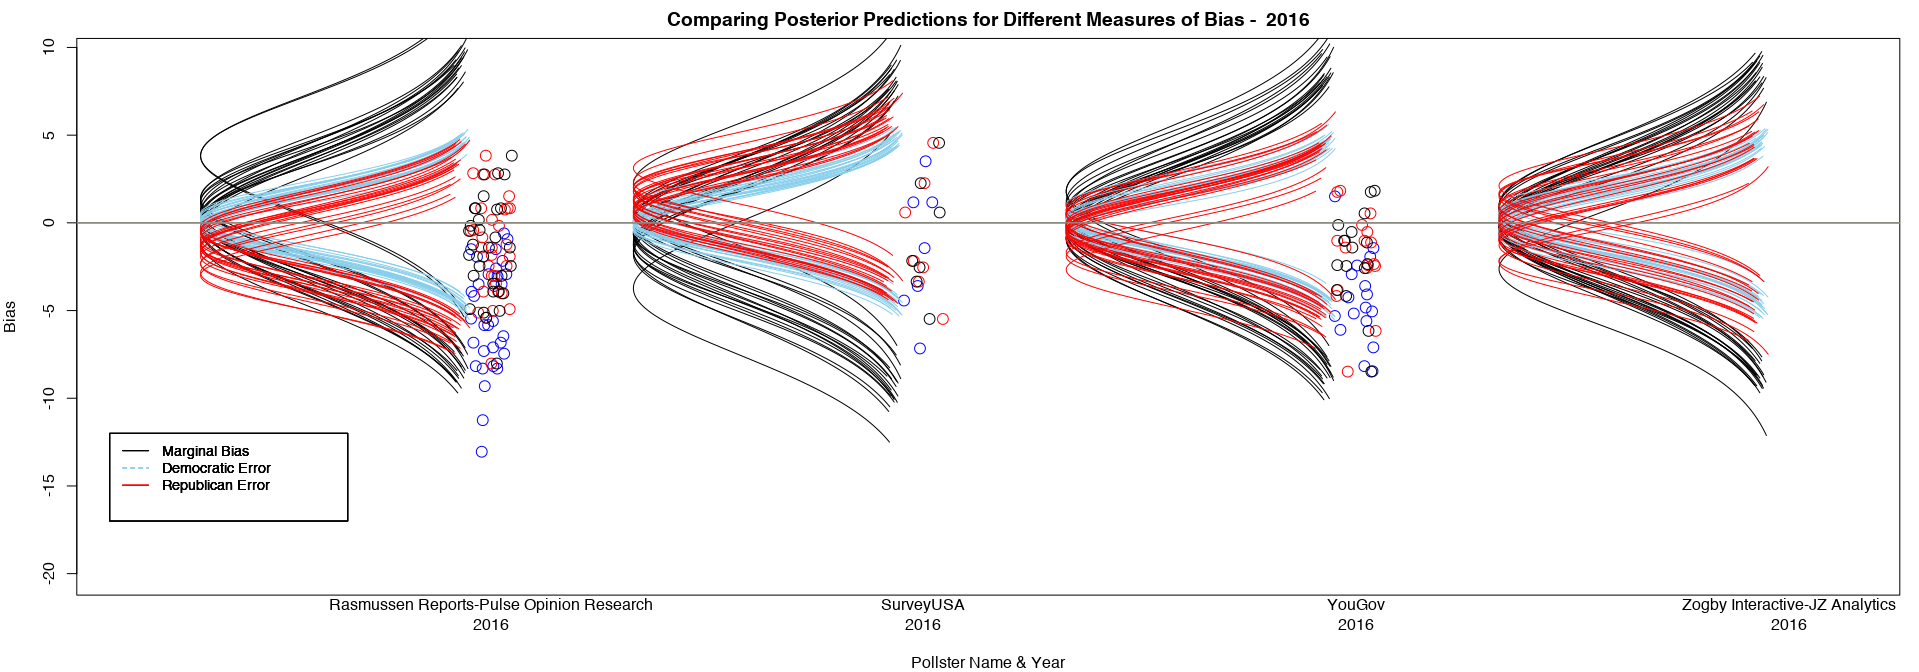 Comparing Posterior Predictions for Different Measures of Bias -  2016
10
5
0
-5
-10
-15
-20
Bias
Marginal Bias
Democratic Error
Republican Error
Rasmussen Reports-Pulse Opinion Research
2016
SurveyUSA
2016
YouGov
2016
Zogby Interactive-JZ Analytics
2016
Pollster Name & Year